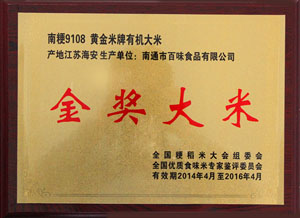 南粳9108 黄金米牌有机大米
产地江苏海安 生产单位：南通市百味食品有限公司
金奖大米
全国粳稻米大会组委会
全国优质食味米专家鉴评委员会
有效期2014年4月至2016年4月